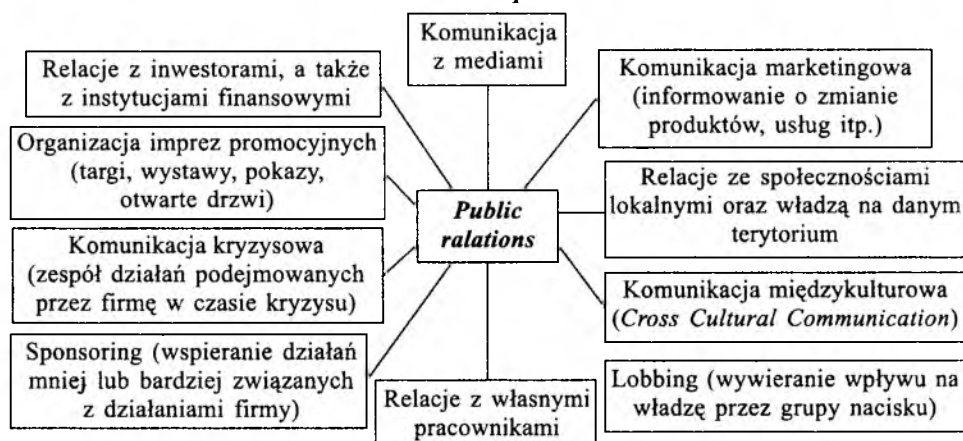 Komunikacja
z mediami
Relacje z inwestorami, a także
z instytucjami finansowymi
Komunikacja marketingowa
(informowanie o zmianie
produktów, usług itp.)
Organizacja imprez promocyjnych
(targi, wystawy, pokazy,
otwarte drzwi)
Public
ralations
Relacje ze społecznościami
lokalnymi oraz władzą na danym
terytorium
Komunikacja kryzysowa
(zespół działań podejmowanych
przez firmę w czasie kryzysu)
Komunikacja międzykulturowa
(Cross Cultural Communication)
Sponsoring (wspieranie działań
mniej lub bardziej związanych
z działaniami firmy)
Relacje z własnymi
pracownikami
Lobbing (wywieranie wpływu na
władzę przez grupy nacisku)